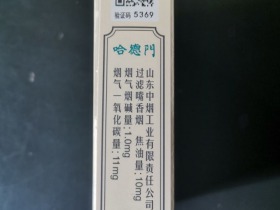 验证码 5369
哈德门
山东中烟工业有限责任公司
过滤嘴香烟 焦油量:10mg
烟气烟碱量:1.0mg
烟气一氧化碳量:11mg